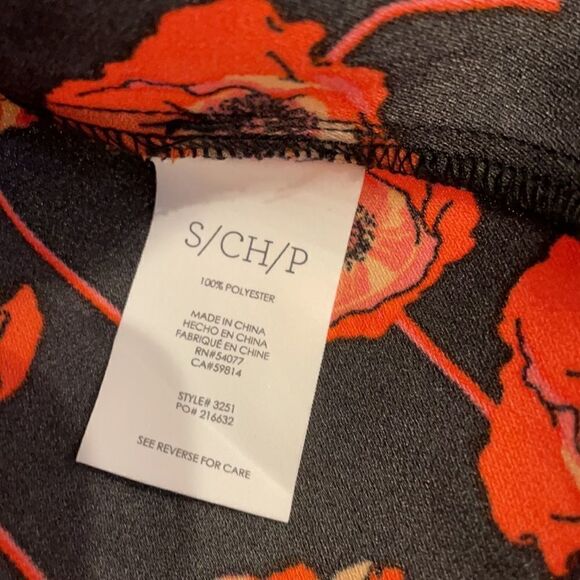 S/CH/P
100% POLYESTER
MADE IN CHINA
HECHO EN CHINA
FABRIQUÉ EN CHINE
RN#54077
CA#59814
STYLE# 3251
PO# 216632
SEE REVERSE FOR CARE